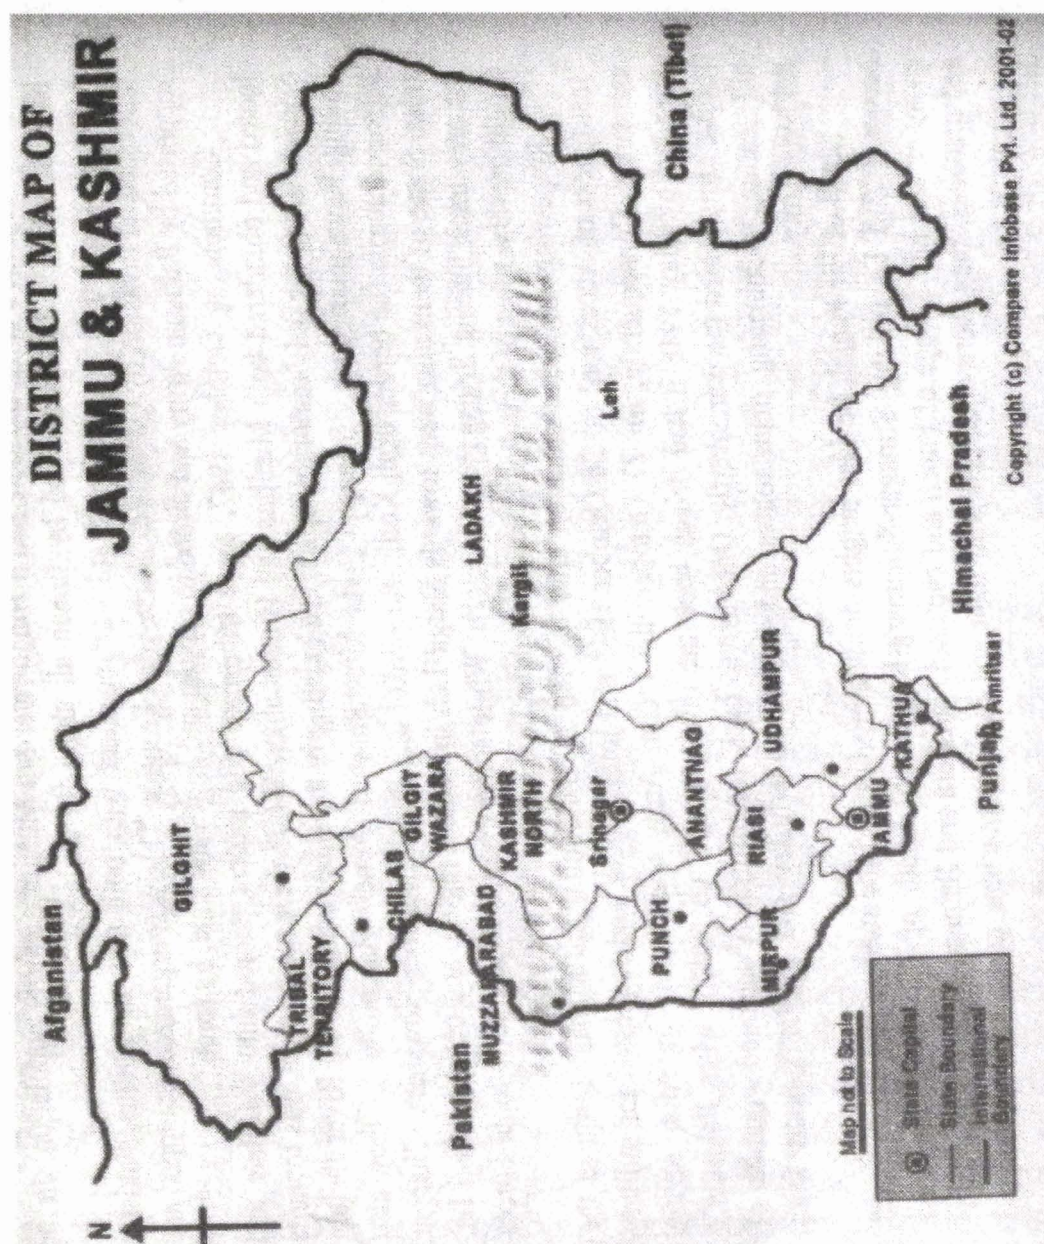 DISTRICT MAP OF
JAMMU & KASHMIR
N
Afganistan
GILGHIT
TRIBAL
TERRITORY
CHILAS
GILGIT
WAZARA
Pakistan
MUZZAFARABAD
KASHMIR
NORTH
LADAKH
Kargil
Leh
China (Tibet)
Srinagar
PUNCH
ANANTNAG
RIASI
UDHAMPUR
MIRPUR
JAMMU
KATHUA
Himachal Pradesh
Punjab
Amritsar
Map not to Scale
State Capital
State Boundary
International
Boundary
Copyright (c) Compare Infobase Pvt. Ltd. 2001-02